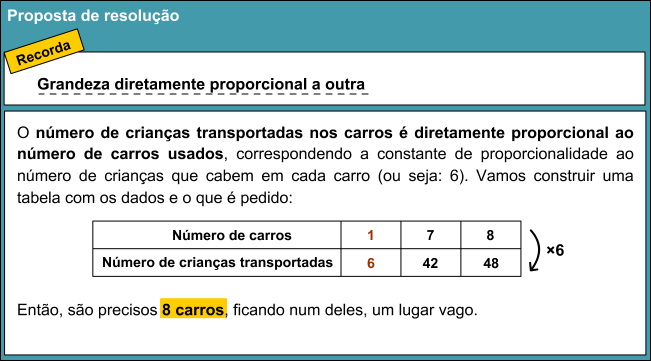 Proposta de resolução
Recorda
Grandeza diretamente proporcional a outra
O número de crianças transportadas nos carros é diretamente proporcional ao
número de carros usados, correspondendo a constante de proporcionalidade ao
número de crianças que cabem em cada carro (ou seja: 6). Vamos construir uma
tabela com os dados e o que é pedido:
Número de carros 1 7 8
Número de crianças transportadas 6 42 48
×6
Então, são precisos 8 carros, ficando num deles, um lugar vago.